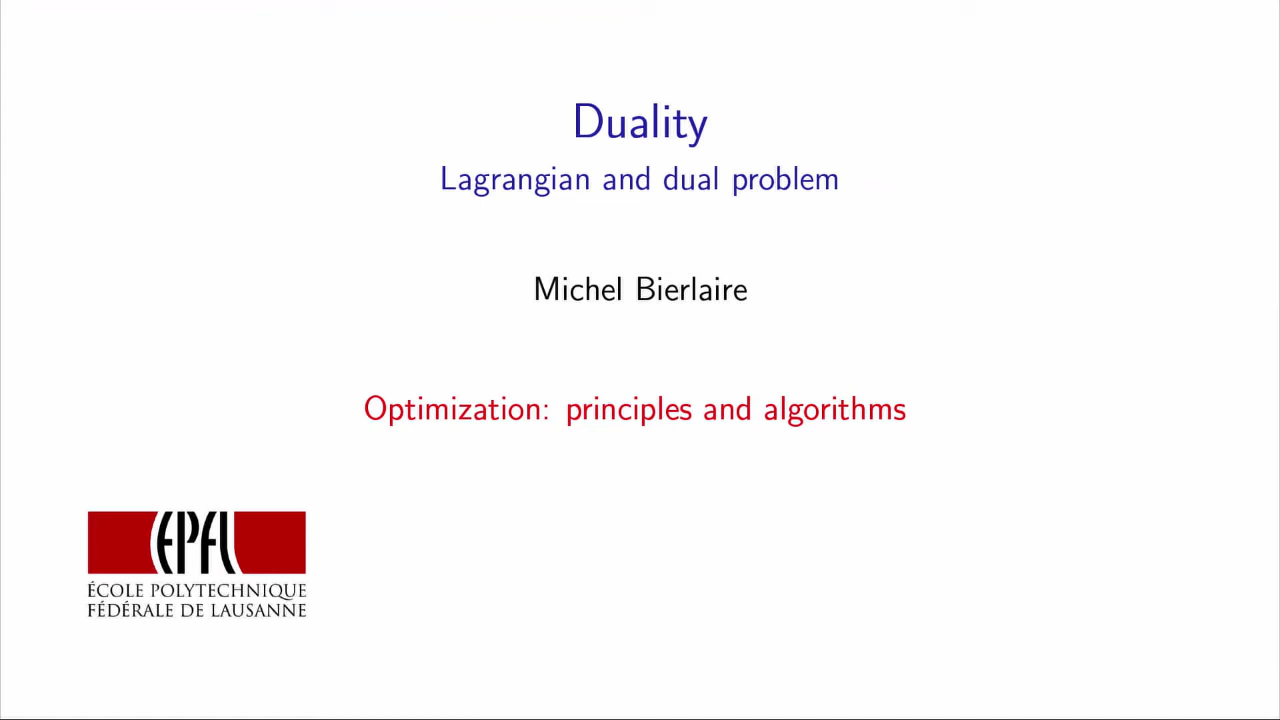 Duality
Lagrangian and dual problem
Michel Bierlaire
Optimization: principles and algorithms
EPFL
ÉCOLE POLYTECHNIQUE
FÉDÉRALE DE LAUSANNE